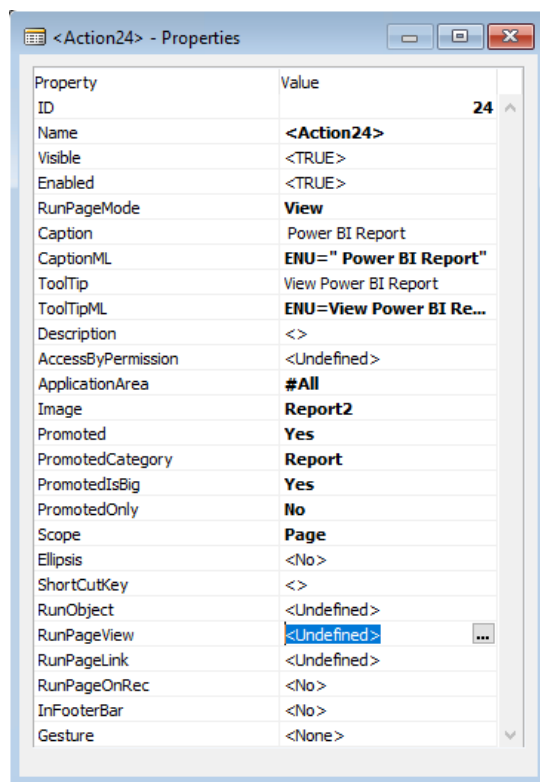 <Action24> - Properties
Property Value
ID 24
Name <Action24>
Visible <TRUE>
Enabled <TRUE>
RunPageMode View
Caption Power BI Report
CaptionML ENU=" Power BI Report"
ToolTip View Power BI Report
ToolTipML ENU=View Power BI Re...
Description <>
AccessByPermission <Undefined>
ApplicationArea #All
Image Report2
Promoted Yes
PromotedCategory Report
PromotedIsBig Yes
PromotedOnly No
Scope Page
Ellipsis <No>
ShortCutKey <>
RunObject <Undefined>
RunPageView <Undefined> ...
RunPageLink <Undefined>
RunPageOnRec <No>
InFooterBar <No>
Gesture <None>